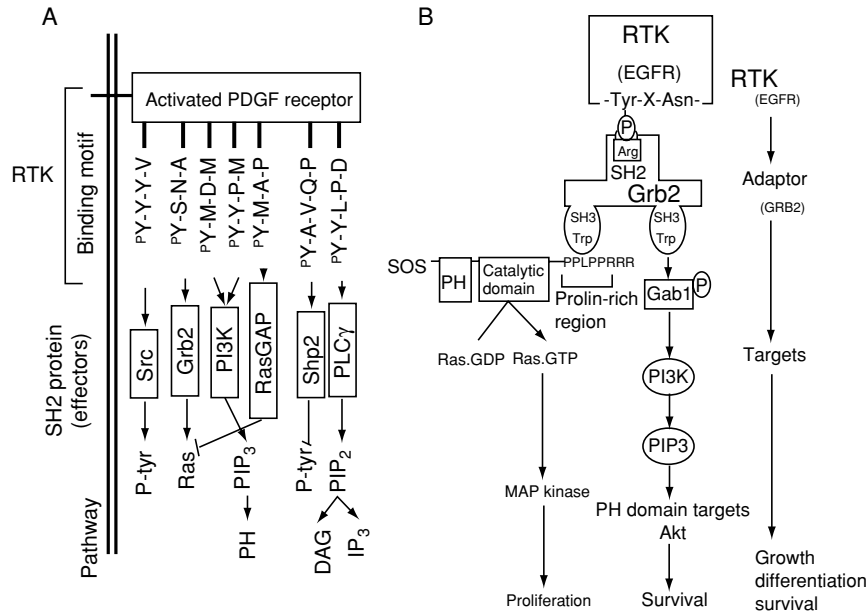 A
Activated PDGF receptor
RTK
Binding motif
PY-Y-Y-V
PY-S-N-A
PY-M-D-M
PY-Y-P-M
PY-M-A-P
PY-A-V-Q-P
PY-Y-L-P-D
SH2 protein
(effectors)
Src
Grb2
PI3K
RasGAP
Shp2
PLCγ
Pathway
P-tyr
Ras
PIP3
P-tyr
PIP2
PH
DAG
IP3
B
RTK
(EGFR)
-Tyr-X-Asn-
P
Arg
SH2
Grb2
SH3
Trp
SH3
Trp
SOS
PH
Catalytic
domain
PPLPPRRR
Prolin-rich
region
Gab1
P
Ras.GDP
Ras.GTP
PI3K
PIP3
MAP kinase
PH domain targets
Akt
Proliferation
Survival
RTK
(EGFR)
Adaptor
(GRB2)
Targets
Growth
differentiation
survival